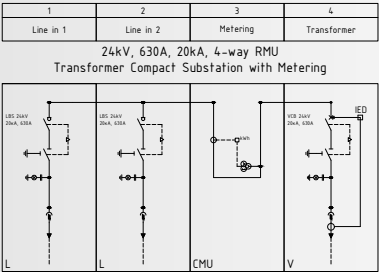 1 2 3 4
Line in 1 Line in 2 Metering Transformer
24kV, 630A, 20kA, 4-way RMU
Transformer Compact Substation with Metering
LBS 24kV
20kA, 630A
LBS 24kV
20kA, 630A
kWh
VCB 24kV
20kA, 630A
IED
L L CMU V